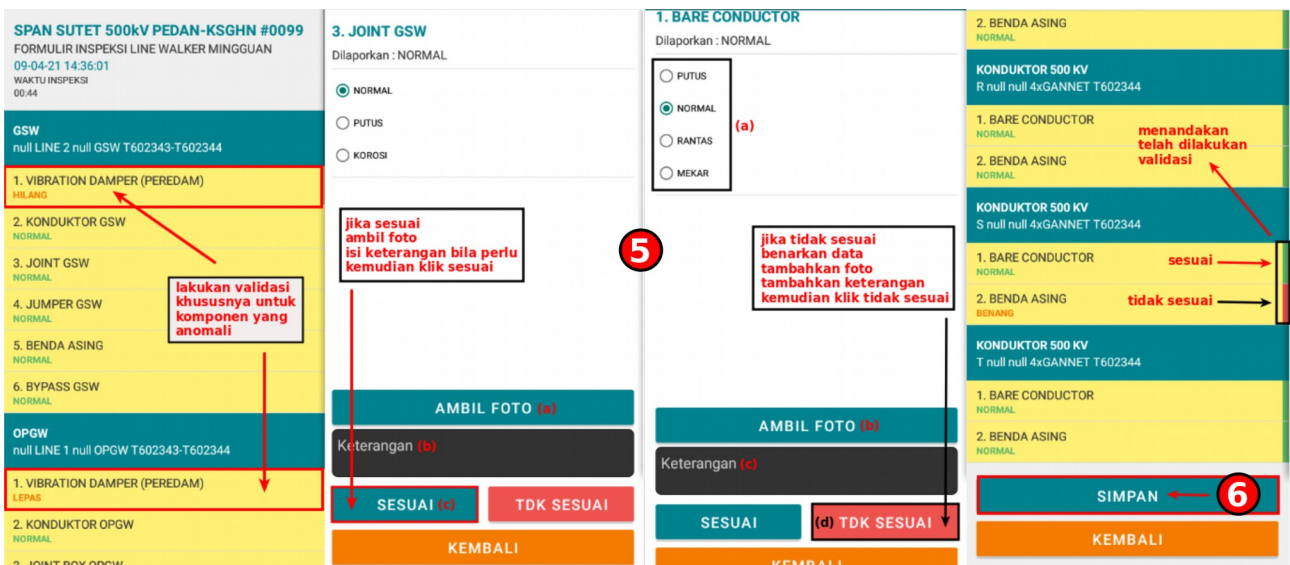 SPAN SUTET 500kV PEDAN-KSGHN #0099
FORMULIR INSPEKSI LINE WALKER MINGGUAN
09-04-21 14:36:01
WAKTU INSPEKSI
00:44
GSW
null LINE 2 null GSW T602343-T602344
1. VIBRATION DAMPER (PEREDAM)
HILANG
2. KONDUKTOR GSW
NORMAL
3. JOINT GSW
NORMAL
4. JUMPER GSW
NORMAL
5. BENDA ASING
NORMAL
6. BYPASS GSW
NORMAL
lakukan validasi
khususnya untuk
komponen yang
anomali
OPGW
null LINE 1 null OPGW T602343-T602344
1. VIBRATION DAMPER (PEREDAM)
LEPAS
2. KONDUKTOR OPGW
NORMAL
3. JOINT BOX OPGW
3. JOINT GSW
Dilaporkan : NORMAL
NORMAL
PUTUS
KOROSI
jika sesuai
ambil foto
isi keterangan bila perlu
kemudian klik sesuai
AMBIL FOTO (a)
Keterangan (b)
SESUAI (c)
TDK SESUAI
KEMBALI
5
1. BARE CONDUCTOR
Dilaporkan : NORMAL
PUTUS
NORMAL
RANTAS
MEKAR
(a)
jika tidak sesuai
benarkan data
tambahkan foto
tambahkan keterangan
kemudian klik tidak sesuai
AMBIL FOTO (b)
Keterangan (c)
SESUAI
(d) TDK SESUAI
KEMBALI
2. BENDA ASING
NORMAL
KONDUKTOR 500 KV
R null null 4xGANNET T602344
1. BARE CONDUCTOR
NORMAL
2. BENDA ASING
NORMAL
menandakan
telah dilakukan
validasi
KONDUKTOR 500 KV
S null null 4xGANNET T602344
1. BARE CONDUCTOR
NORMAL
sesuai
2. BENDA ASING
BENANG
tidak sesuai
KONDUKTOR 500 KV
T null null 4xGANNET T602344
1. BARE CONDUCTOR
NORMAL
2. BENDA ASING
NORMAL
SIMPAN
6
KEMBALI